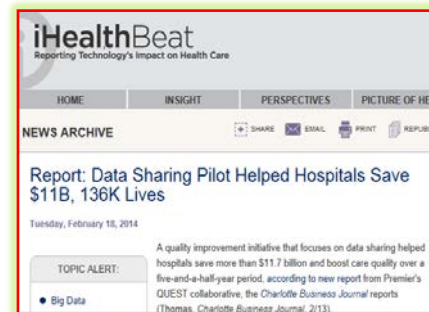 iHealthBeat
Reporting Technology's Impact on Health Care
HOME INSIGHT PERSPECTIVES PICTURE OF HE
NEWS ARCHIVE SHARE EMAIL PRINT REPUB
Report: Data Sharing Pilot Helped Hospitals Save
$11B, 136K Lives
Tuesday, February 18, 2014
TOPIC ALERT:
Big Data
A quality improvement initiative that focuses on data sharing helped
hospitals save more than $11.7 billion and boost care quality over a
five-and-a-half-year period, according to new report from Premier's
QUEST collaborative, the Charlotte Business Journal reports
(Thomas, Charlotte Business Journal, 2/13).